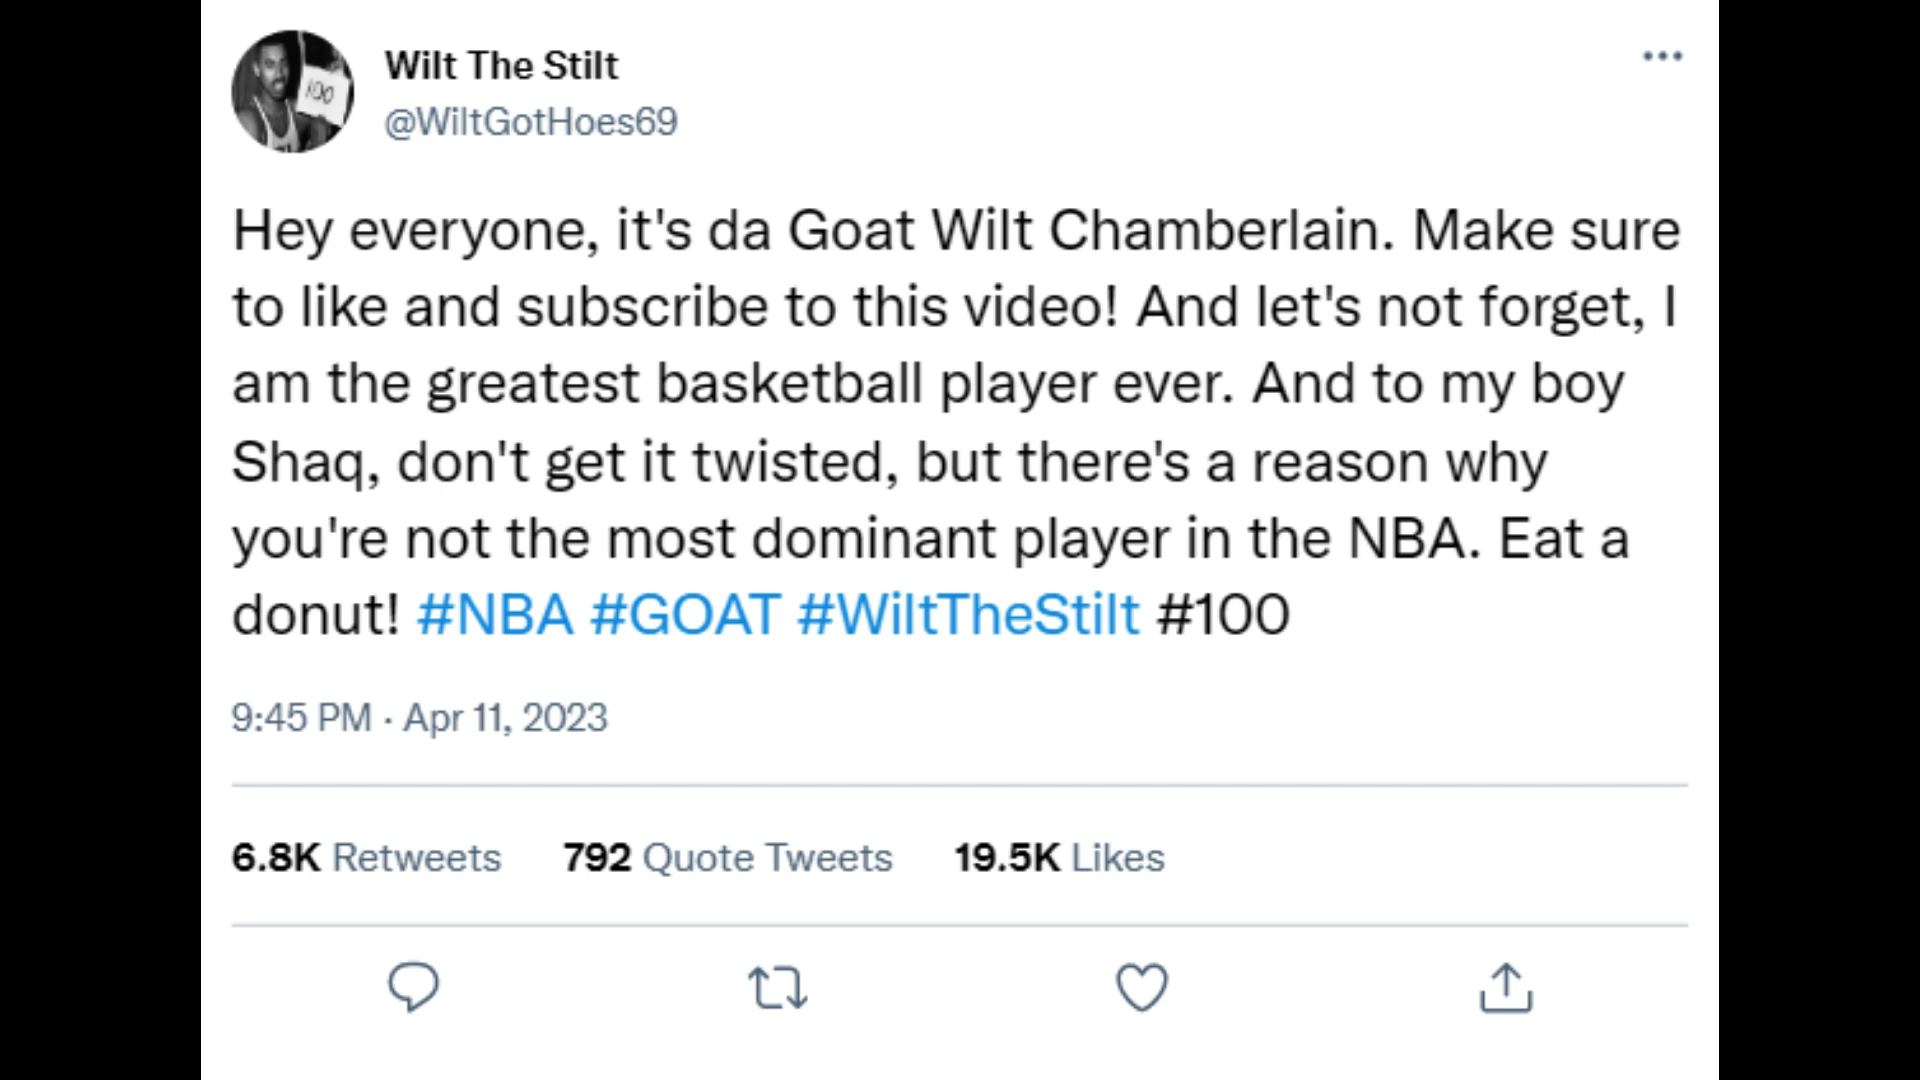 100
Wilt The Stilt
@WiltGotHoes69
Hey everyone, it's da Goat Wilt Chamberlain. Make sure
to like and subscribe to this video! And let's not forget, I
am the greatest basketball player ever. And to my boy
Shaq, don't get it twisted, but there's a reason why
you're not the most dominant player in the NBA. Eat a
donut! #NBA #GOAT #WiltTheStilt #100
9:45 PM · Apr 11, 2023
6.8K Retweets 792 Quote Tweets 19.5K Likes